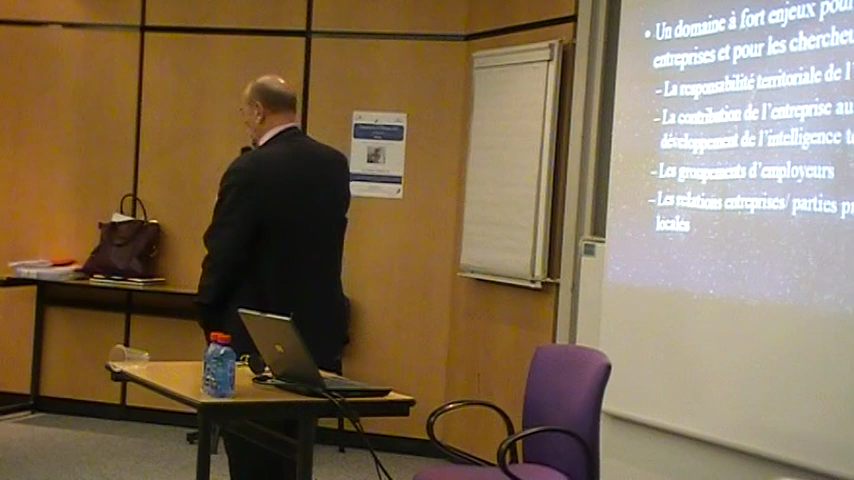 • Un domaine à fort enjeux pour
entreprises et pour les chercheu
– La responsabilité territoriale de l'
– La contribution de l'entreprise au
développement de l'intelligence t
– Les groupements d'employeurs
– Les relations entreprises/ parties pr
locales